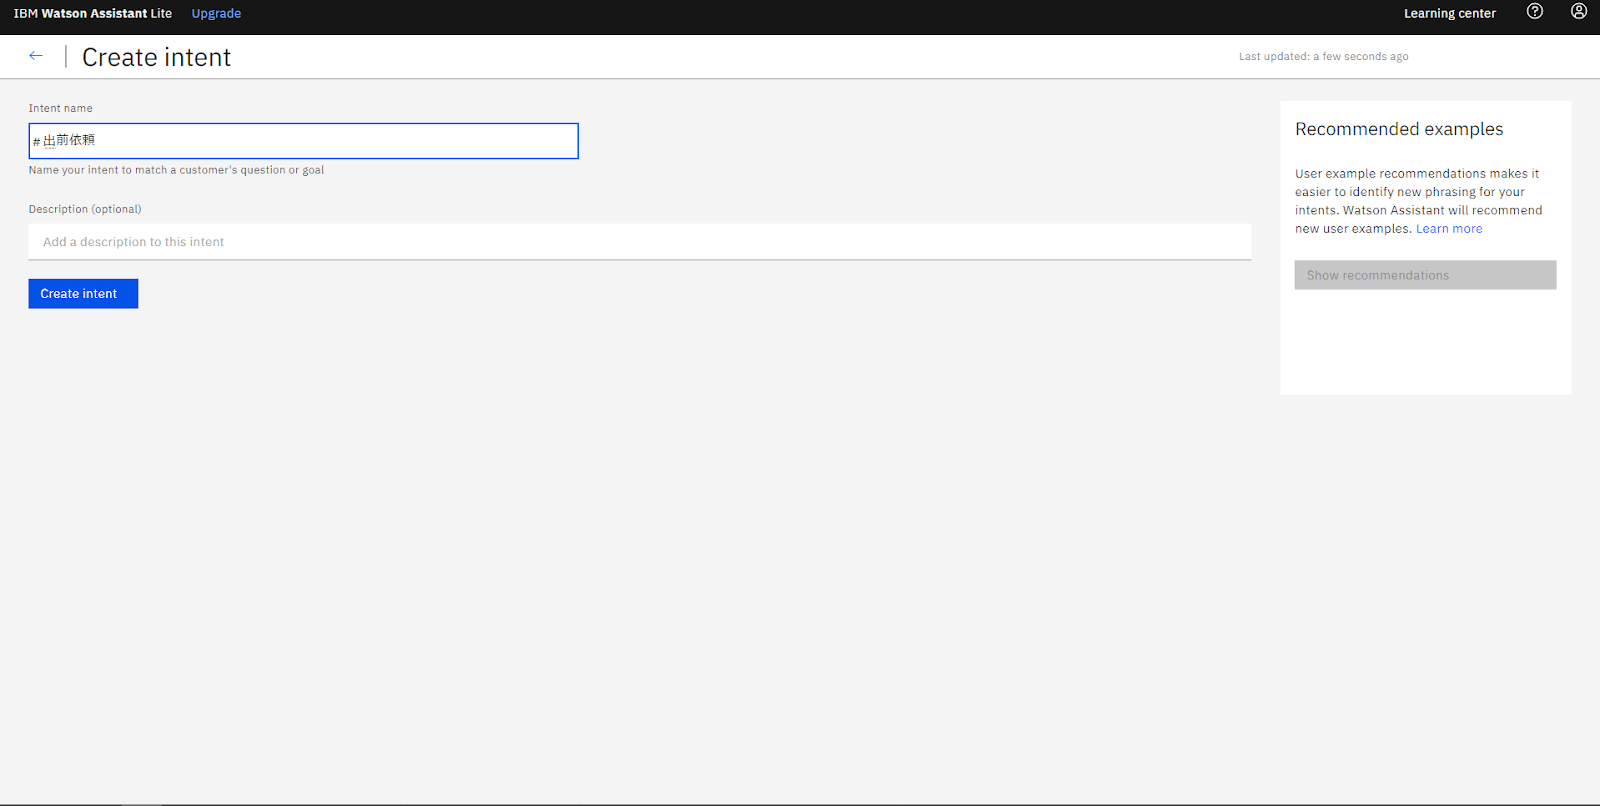 IBM Watson Assistant Lite Upgrade Learning center
Create intent Last updated: a few seconds ago
Intent name
#出前依頼
Name your intent to match a customer's question or goal
Description (optional)
Add a description to this intent
Create intent
Recommended examples
User example recommendations makes it
easier to identify new phrasing for your
intents. Watson Assistant will recommend
new user examples. Learn more
Show recommendations